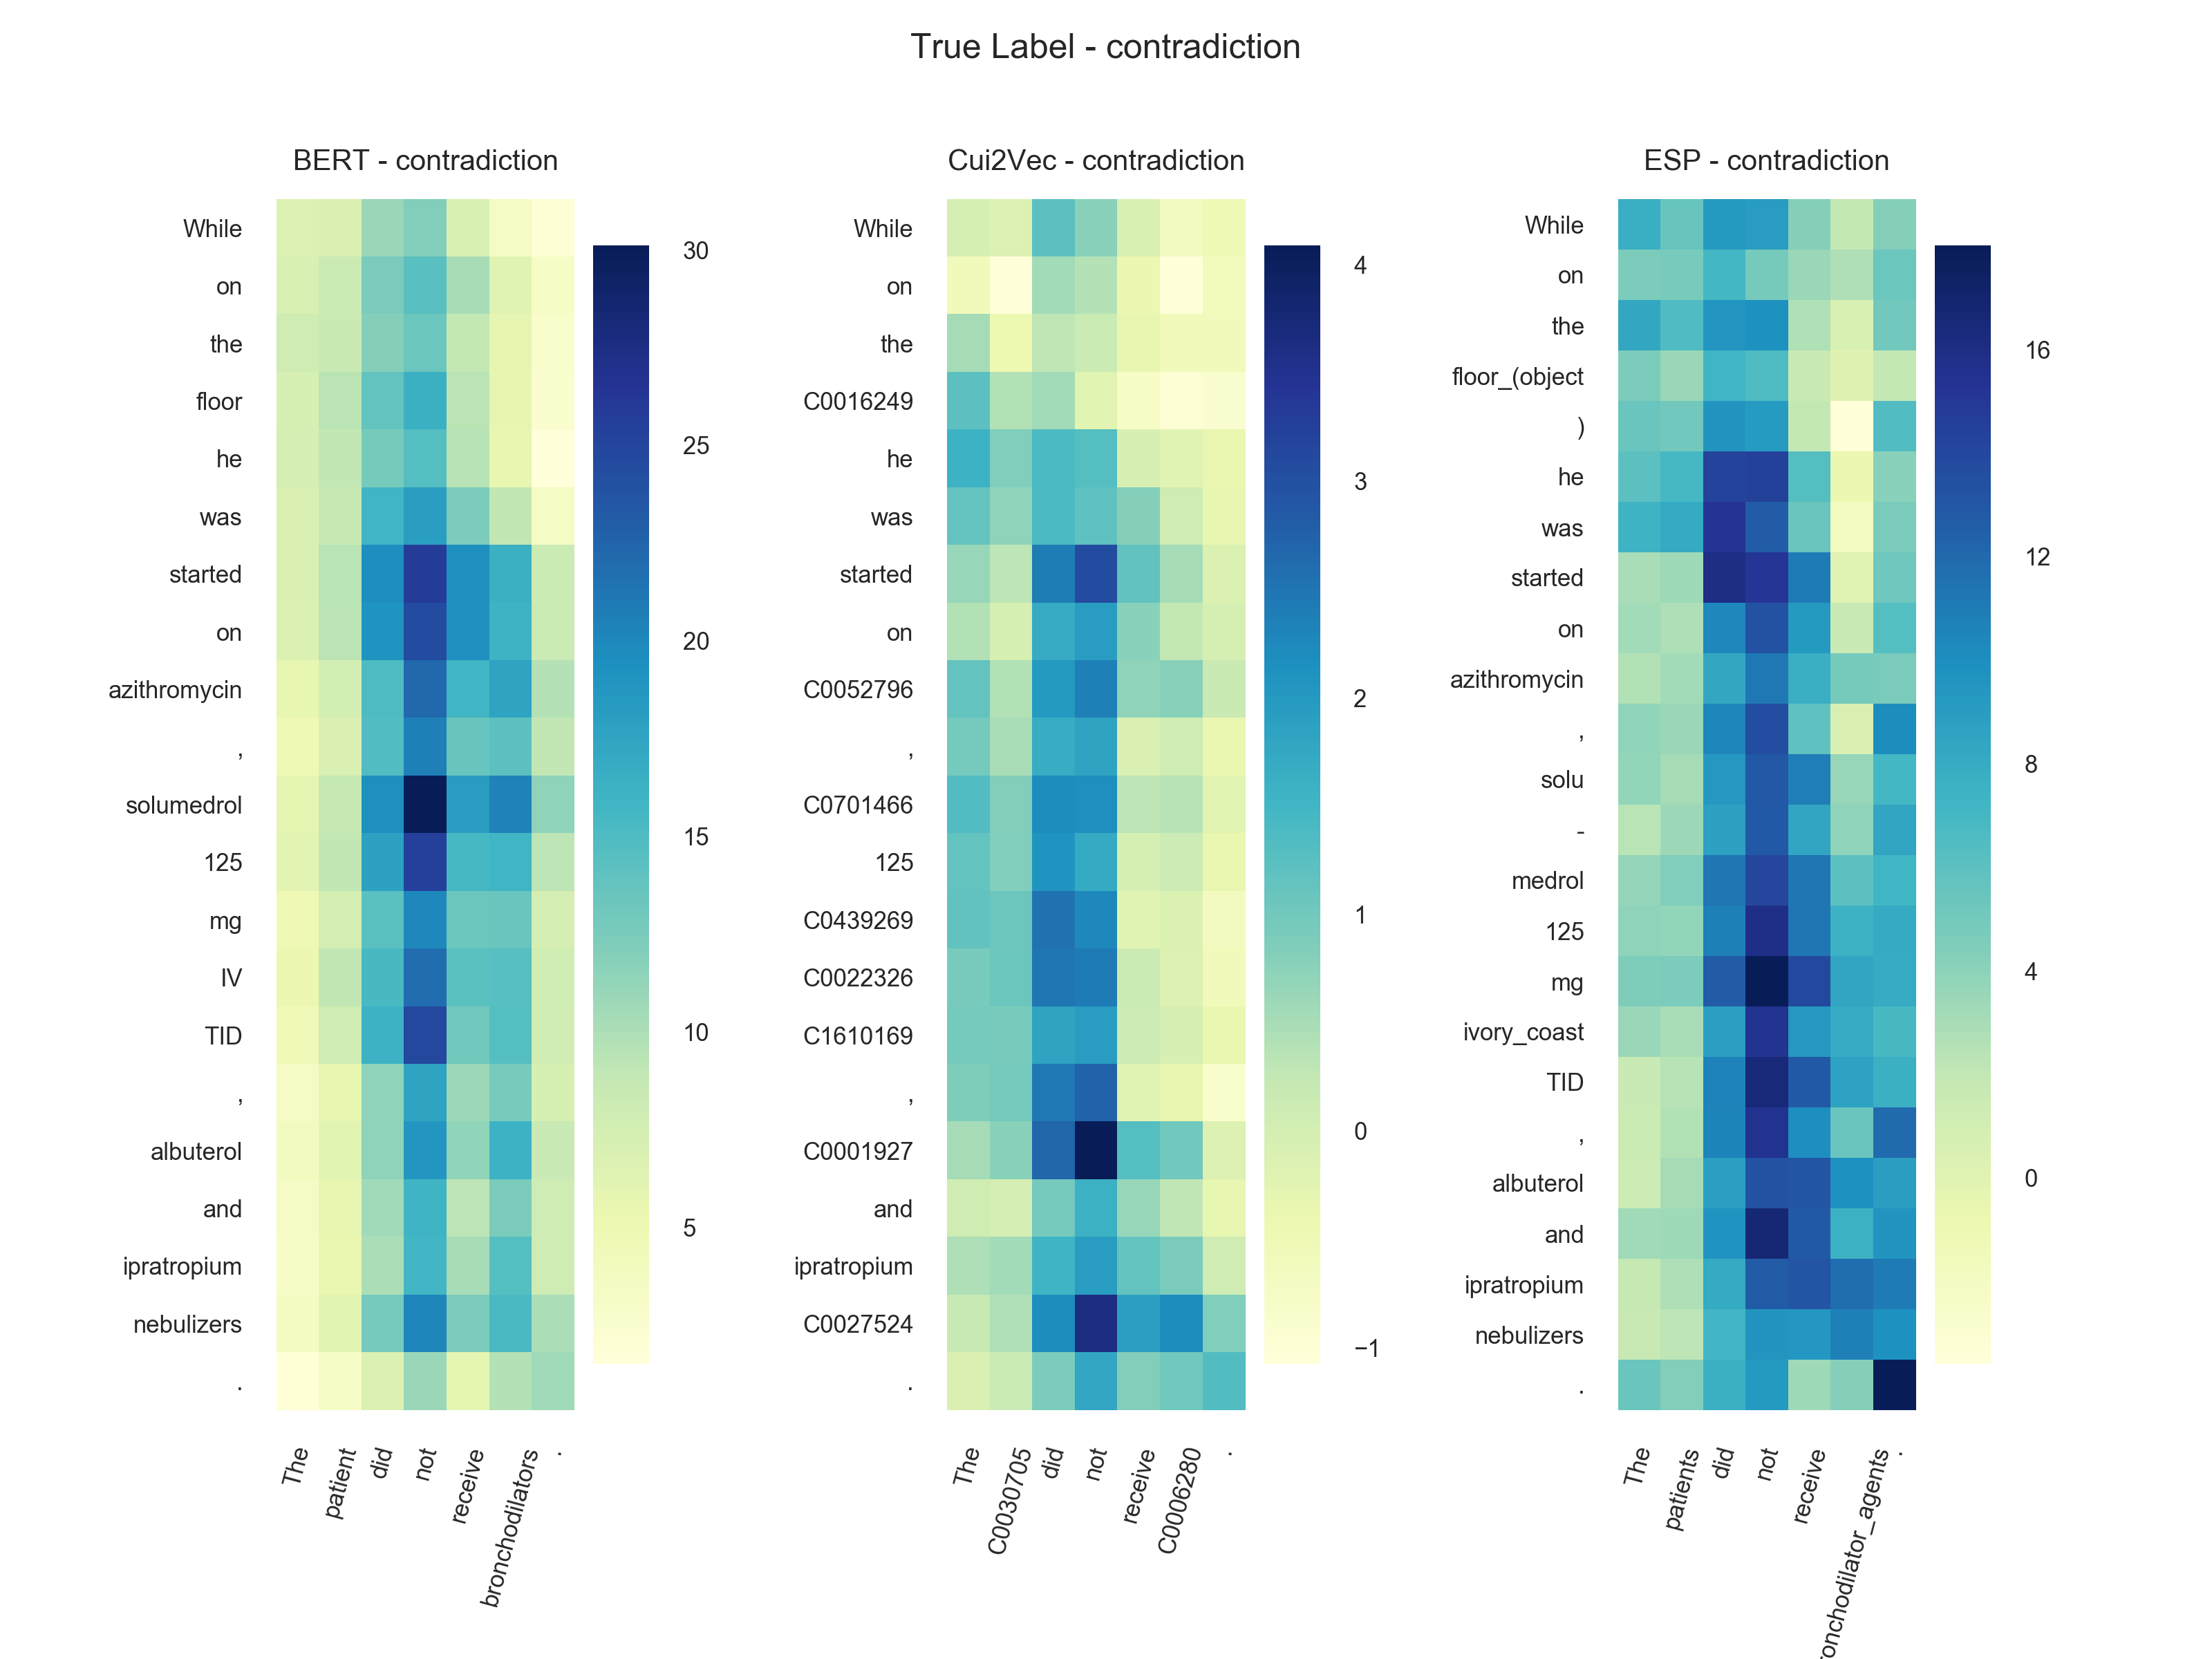 True Label - contradiction
BERT - contradiction
While
on
the
floor
he
was
started
on
azithromycin
,
solumedrol
125
mg
IV
TID
,
albuterol
and
ipratropium
nebulizers
.
The
patient
did
not
receive
bronchodilators
.
30
25
20
15
10
5
Cui2Vec - contradiction
While
on
the
C0016249
he
was
started
on
C0052796
,
C0701466
125
C0439269
C0022326
C1610169
,
C0001927
and
ipratropium
C0027524
.
The
C0030705
did
not
receive
C0006280
.
4
3
2
1
0
−1
ESP - contradiction
While
on
the
floor_(object
)
he
was
started
on
azithromycin
,
solu
-
medrol
125
mg
ivory_coast
TID
,
albuterol
and
ipratropium
nebulizers
.
The
patients
did
not
receive
ronchodilator_agents
.
16
12
8
4
0